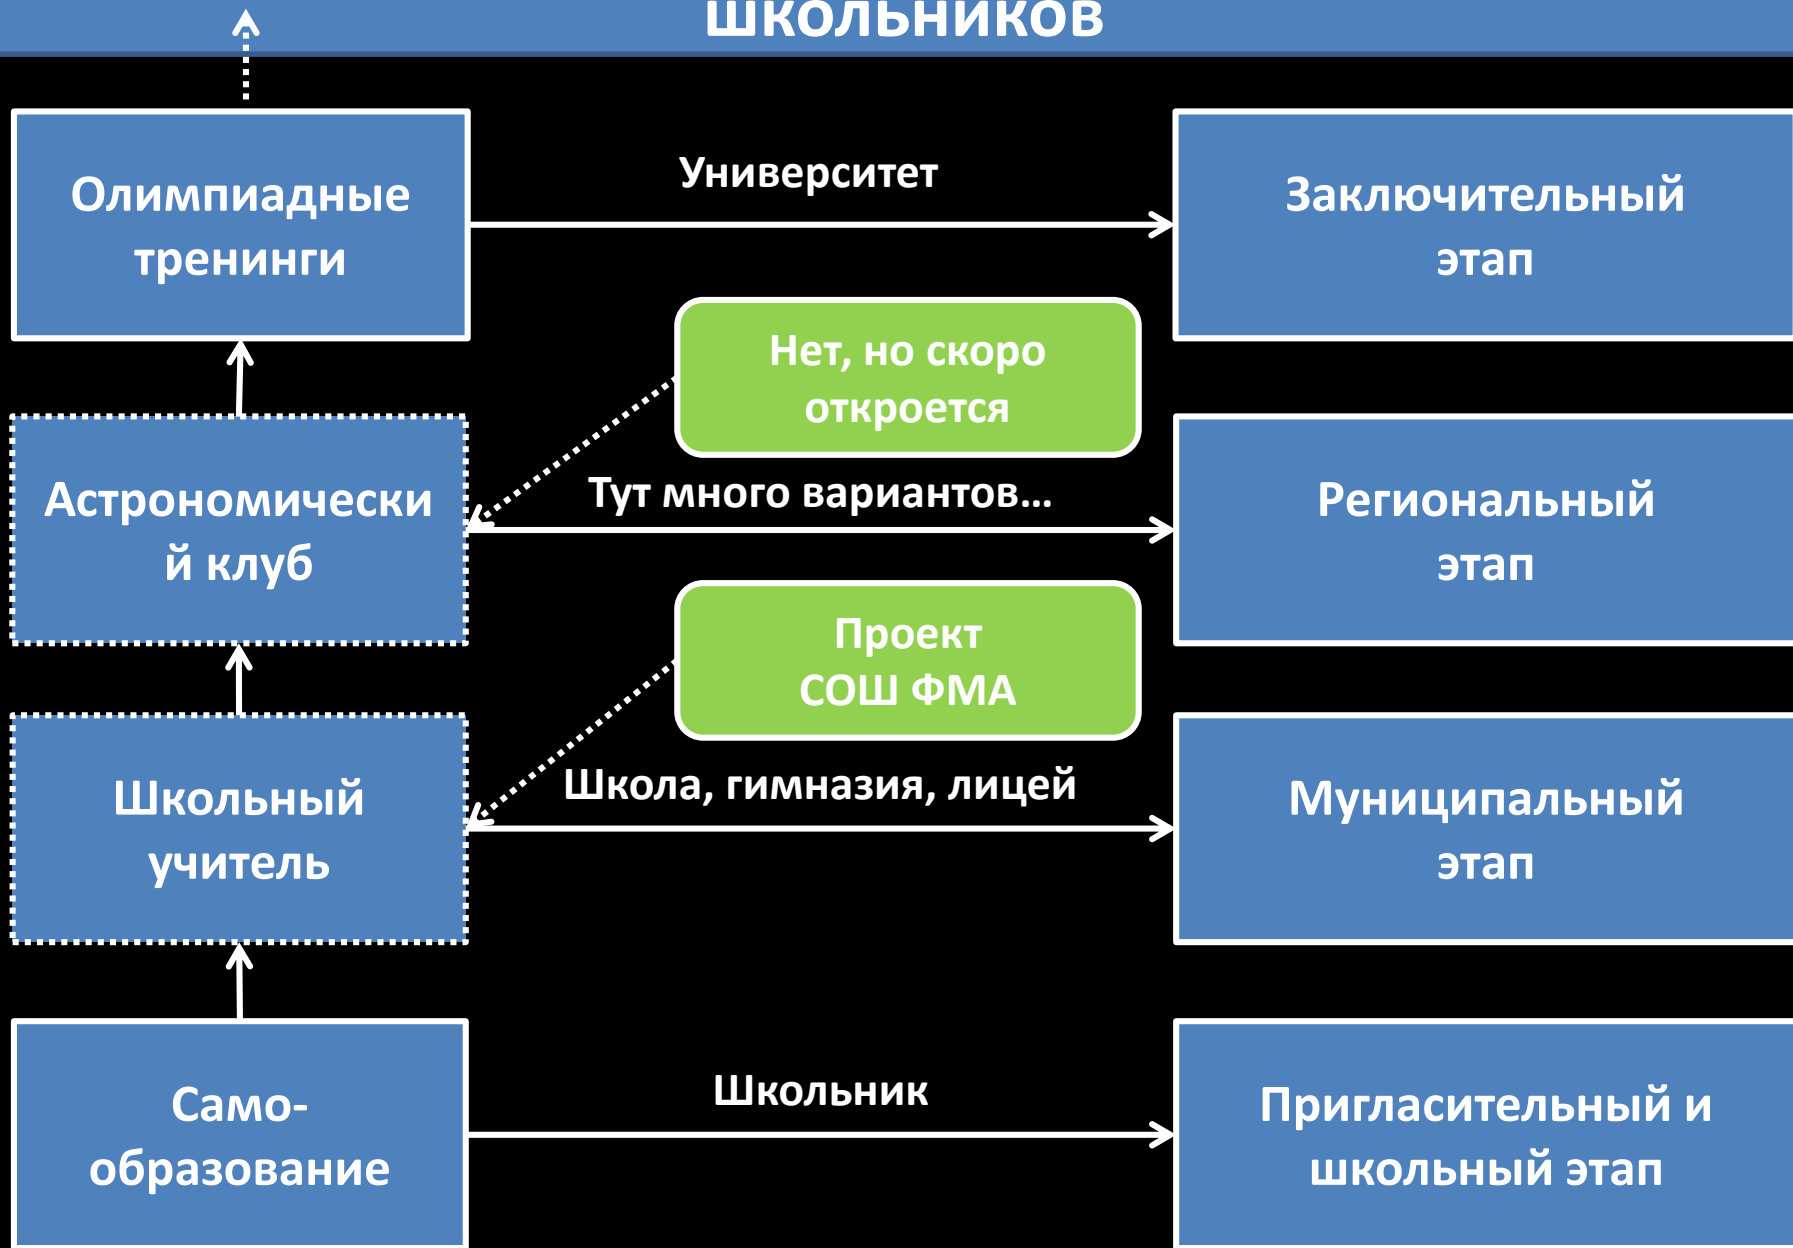 школьников
Университет
Олимпиадные
тренинги
Заключительный
этап
Нет, но скоро
откроется
Тут много вариантов...
Астрономически
й клуб
Региональный
этап
Проект
СОШ ФМА
Школа, гимназия, лицей
Школьный
учитель
Муниципальный
этап
Школьник
Само-
образование
Пригласительный и
школьный этап